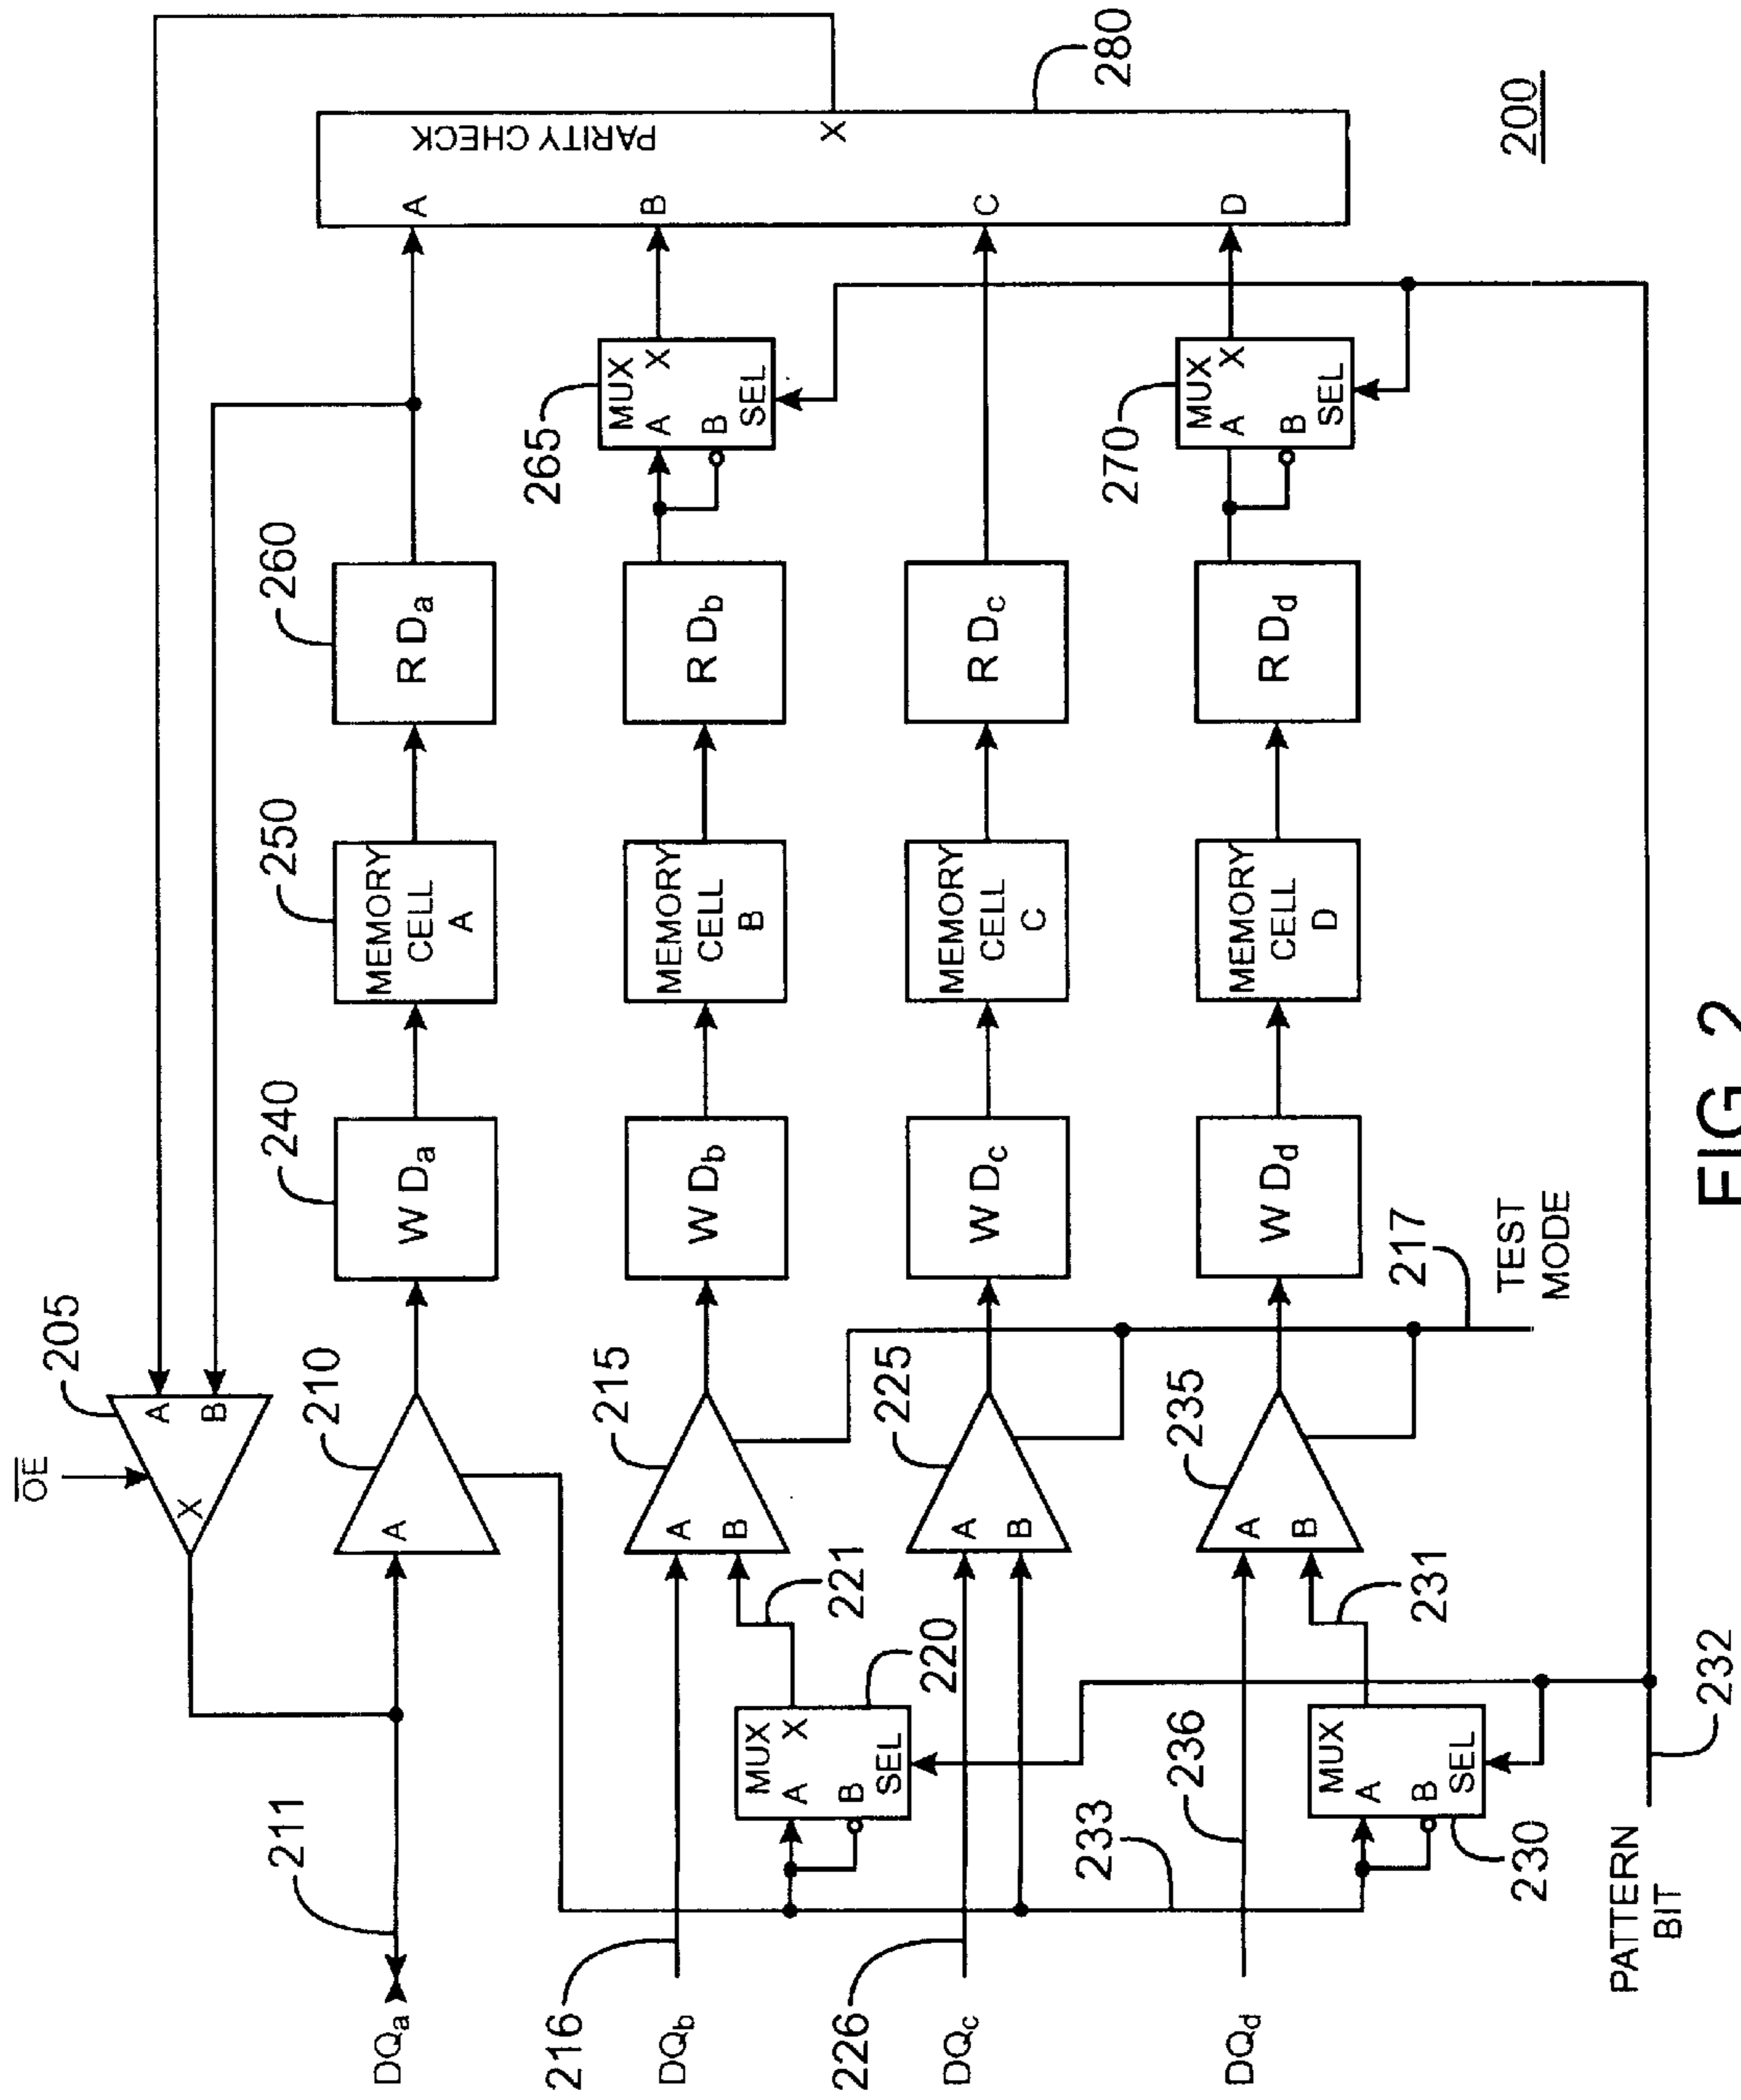 OE
205
A
B
X
211
DQa
210
A
240
W Da
250
MEMORY
CELL
A
260
R Da
PARITY CHECK
A
B
C
D
X
280
216
DQb
215
A
B
221
MUX
A
X
B
SEL
220
W Db
MEMORY
CELL
B
R Db
265
MUX
A
X
B
SEL
226
DQc
225
A
B
W Dc
MEMORY
CELL
C
R Dc
233
236
DQd
235
A
B
231
MUX
A
B
SEL
230
W Dd
MEMORY
CELL
D
R Dd
270
MUX
A
X
B
SEL
217
TEST
MODE
PATTERN
BIT
232
200
FIG. 2